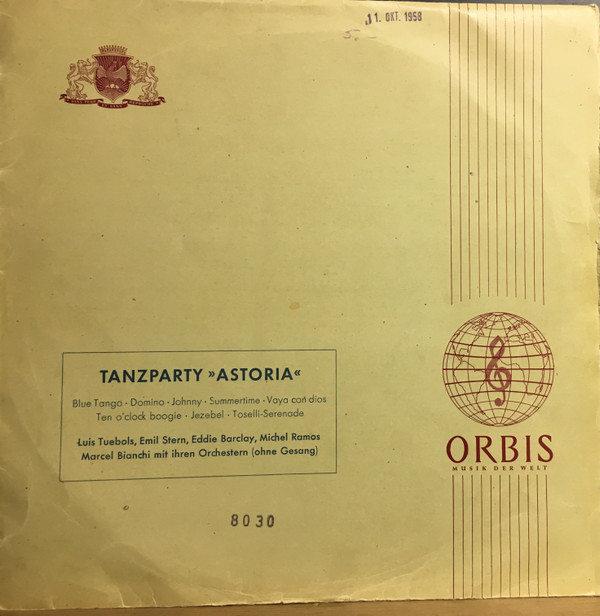 11. OKT. 1958
5,–
TANZPARTY »ASTORIA«
Blue Tango · Domino · Johnny · Summertime · Vaya con dios
Ten o'clock boogie · Jezebel · Toselli-Serenade
Luis Tuebols, Emil Stern, Eddie Barclay, Michel Ramos
Marcel Bianchi mit ihren Orchestern (ohne Gesang)
ORBIS
MUSIK DER WELT
8030